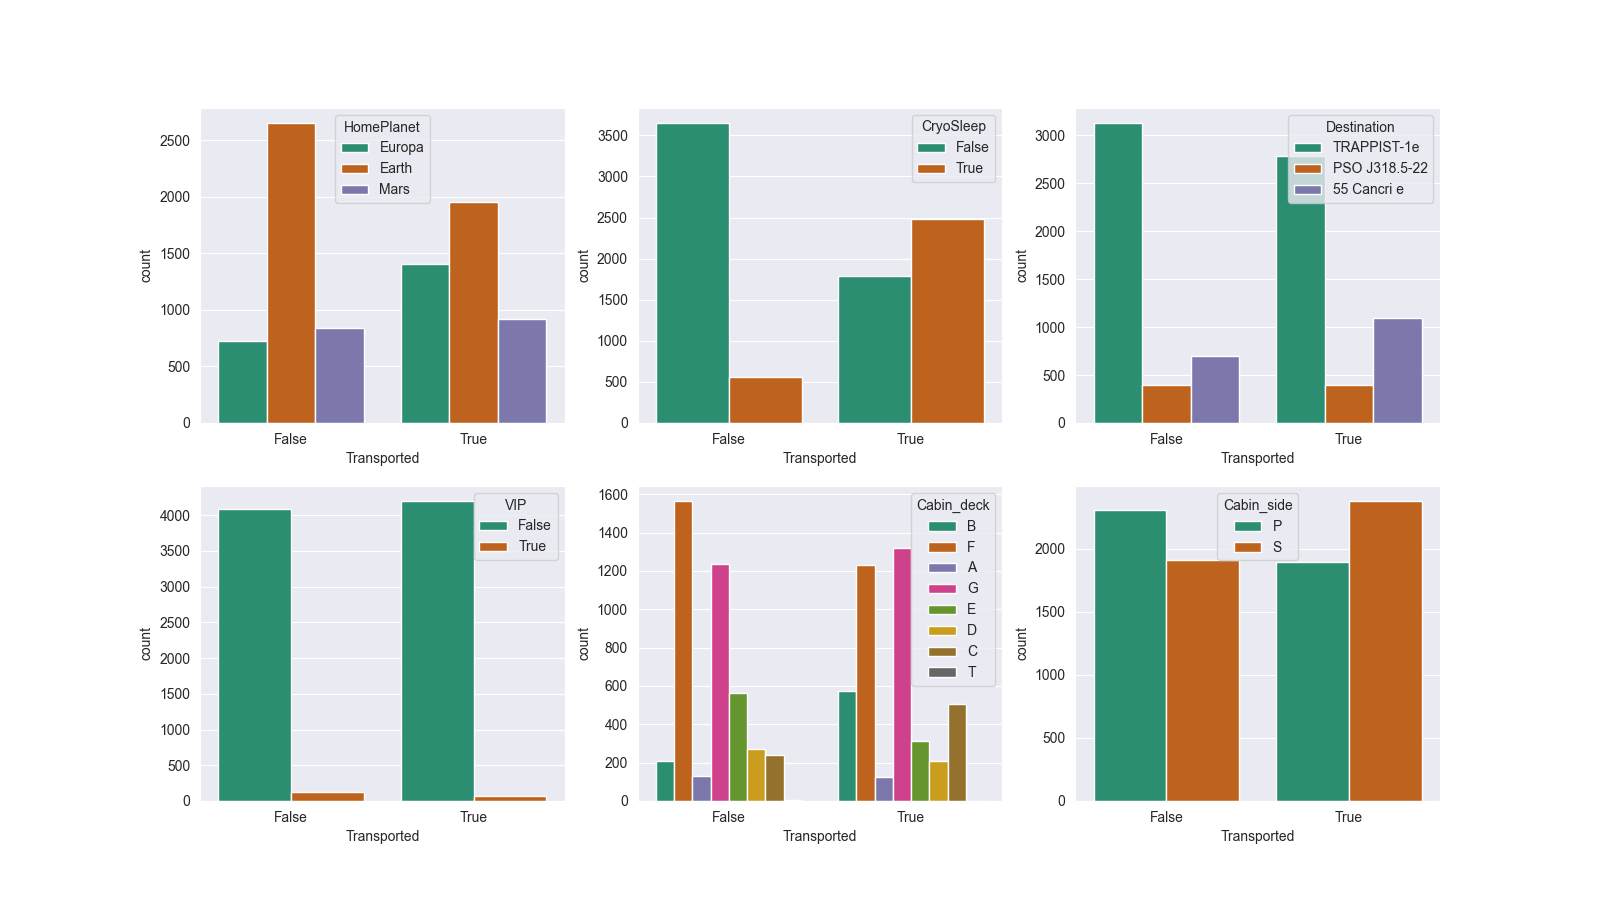 HomePlanet
Europa
Earth
Mars
2500
2000
1500
1000
500
0
count
False True
Transported
CryoSleep
False
True
3500
3000
2500
2000
1500
1000
500
0
count
False True
Transported
Destination
TRAPPIST-1e
PSO J318.5-22
55 Cancri e
3000
2500
2000
1500
1000
500
0
count
False True
Transported
VIP
False
True
4000
3500
3000
2500
2000
1500
1000
500
0
count
False True
Transported
Cabin_deck
B
F
A
G
E
D
C
T
1600
1400
1200
1000
800
600
400
200
0
count
False True
Transported
Cabin_side
P
S
2000
1500
1000
500
0
count
False True
Transported